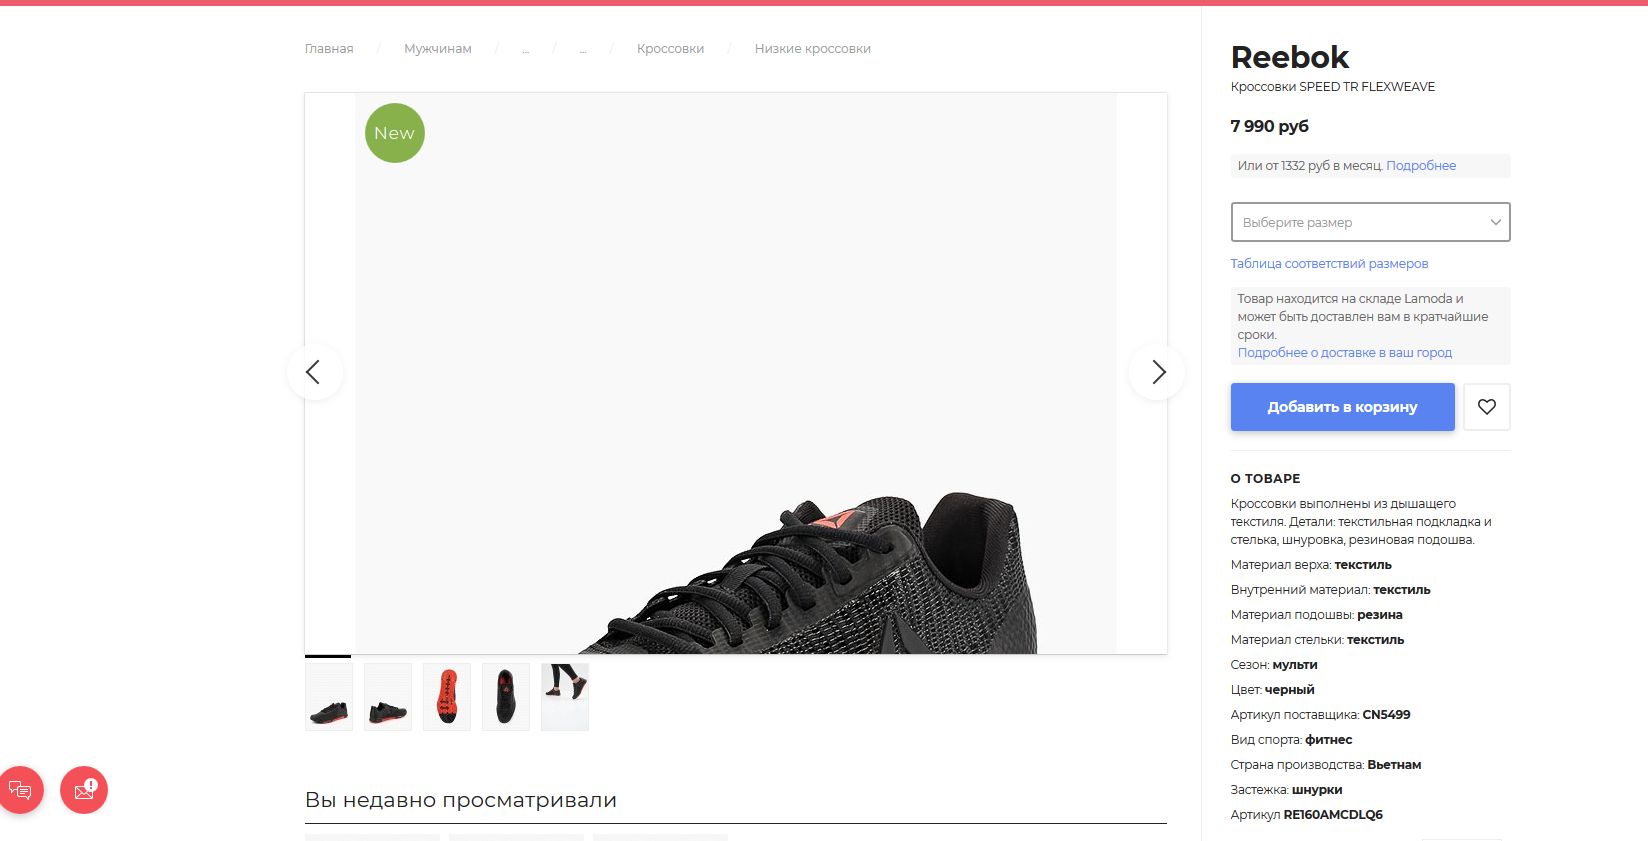 Главная / Мужчинам / ... / ... / Кроссовки / Низкие кроссовки
New
Reebok
Кроссовки SPEED TR FLEXWEAVE
7 990 руб
Или от 1332 руб в месяц. Подробнее
Выберите размер
Таблица соответствий размеров
Товар находится на складе Lamoda и
может быть доставлен вам в кратчайшие
сроки.
Подробнее о доставке в ваш город
Добавить в корзину
О ТОВАРЕ
Кроссовки выполнены из дышащего
текстиля. Детали: текстильная подкладка и
стелька, шнуровка, резиновая подошва.
Материал верха: текстиль
Внутренний материал: текстиль
Материал подошвы: резина
Материал стельки: текстиль
Сезон: мульти
Цвет: черный
Артикул поставщика: CN5499
Вид спорта: фитнес
Страна производства: Вьетнам
Застежка: шнурки
Артикул RE160AMCDLQ6
Вы недавно просматривали